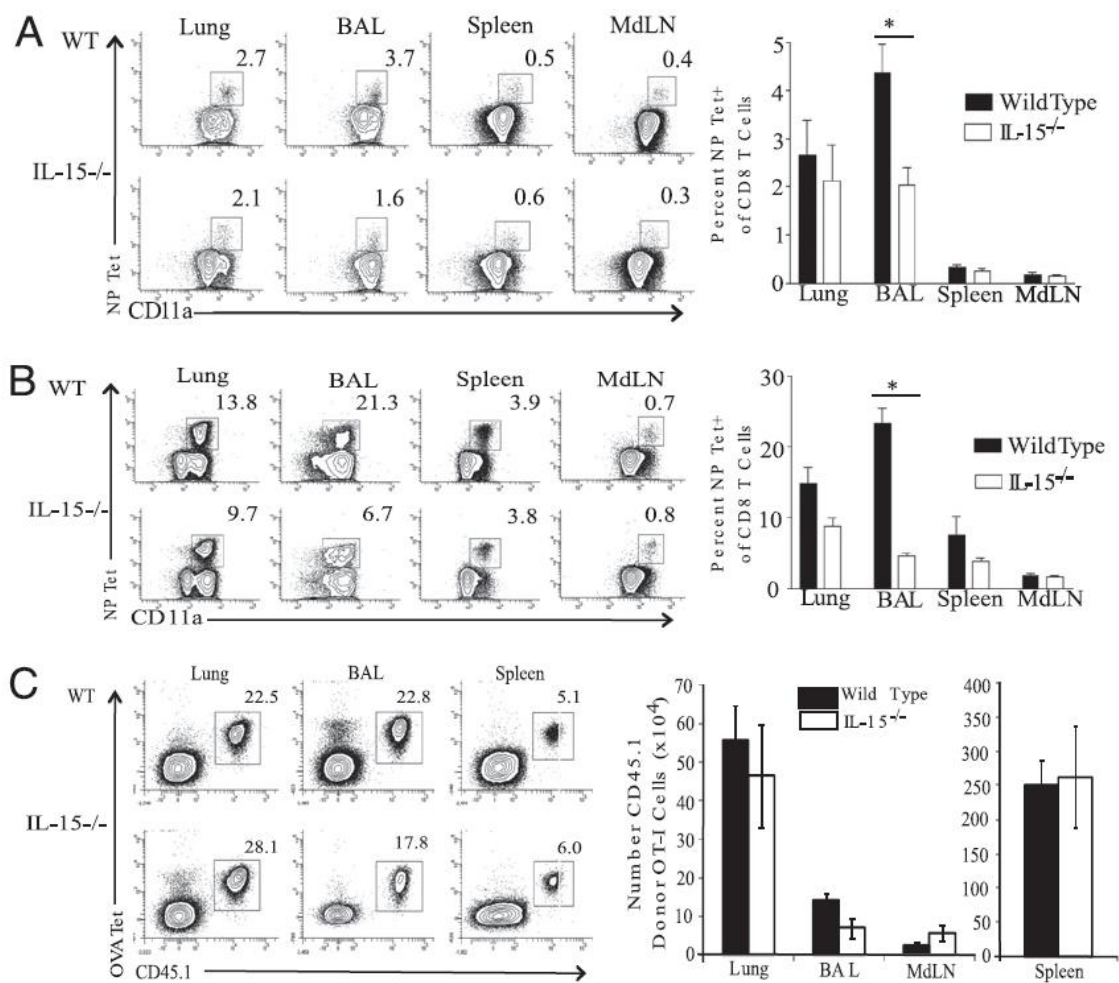 A
WT
Lung
BAL
Spleen
MdLN
2.7
3.7
0.5
0.4
IL-15-/-
2.1
1.6
0.6
0.3
NP Tet
CD11a
Percent NP Tet+
of CD8 T Cells
6
5
4
3
2
1
0
*
Wild Type
IL-15-/-
Lung
BAL
Spleen
MdLN
B
WT
Lung
BAL
Spleen
MdLN
13.8
21.3
3.9
0.7
IL-15-/-
9.7
6.7
3.8
0.8
NP Tet
CD11a
Percent NP Tet+
of CD8 T Cells
30
20
10
0
*
Wild Type
IL-15-/-
Lung
BAL
Spleen
MdLN
C
WT
Lung
BAL
Spleen
22.5
22.8
5.1
IL-15-/-
28.1
17.8
6.0
OVA Tet
CD45.1
Number CD45.1
Donor OT-I Cells (x10⁴)
70
60
50
40
30
20
10
0
Wild Type
IL-15-/-
Lung
BAL
MdLN
400
350
300
250
200
150
100
50
0
Spleen